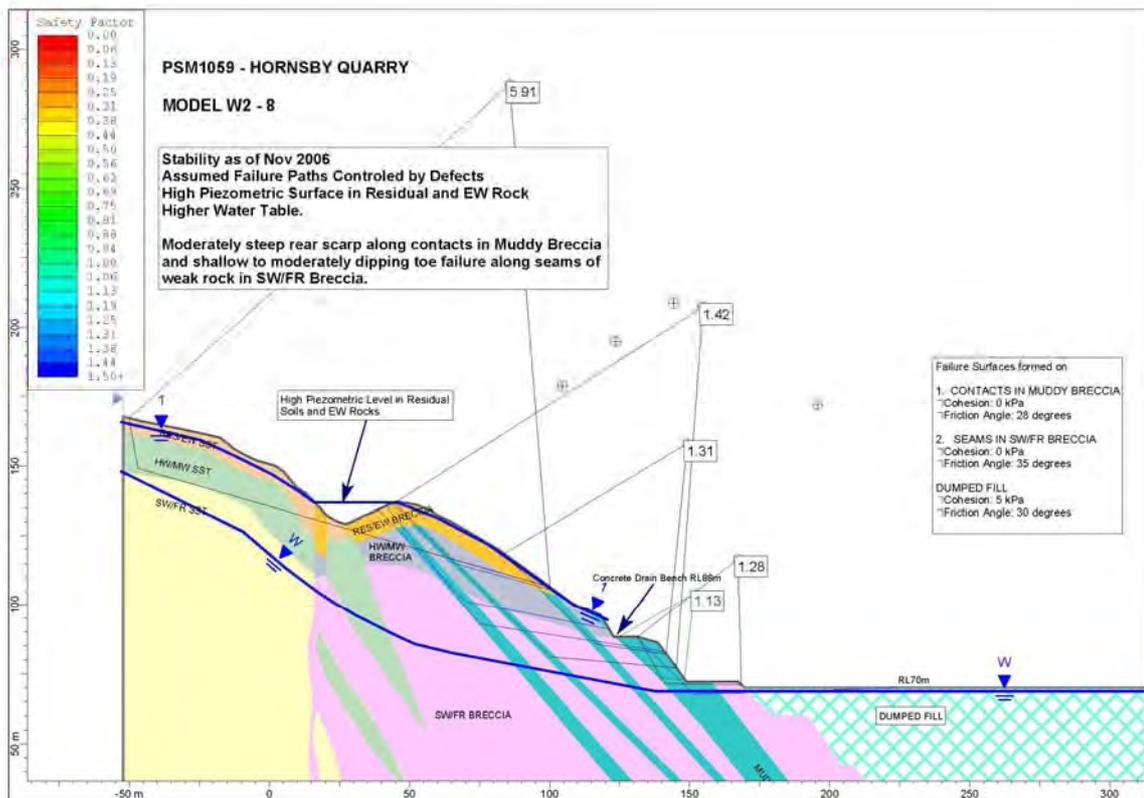 Safety Factor
0.00
0.06
0.13
0.19
0.25
0.31
0.38
0.44
0.50
0.56
0.63
0.69
0.75
0.81
0.88
0.94
1.00
1.06
1.13
1.19
1.25
1.31
1.38
1.44
1.50+
PSM1059 - HORNSBY QUARRY
MODEL W2 - 8
Stability as of Nov 2006
Assumed Failure Paths Controled by Defects
High Piezometric Surface in Residual and EW Rock
Higher Water Table.
Moderately steep rear scarp along contacts in Muddy Breccia
and shallow to moderately dipping toe failure along seams of
weak rock in SW/FR Breccia.
5.91
1.42
1.31
1.28
1.13
Failure Surfaces formed on
1. CONTACTS IN MUDDY BRECCIA
Cohesion: 0 kPa
Friction Angle: 28 degrees
2. SEAMS IN SW/FR BRECCIA
Cohesion: 0 kPa
Friction Angle: 35 degrees
DUMPED FILL
Cohesion: 5 kPa
Friction Angle: 30 degrees
High Piezometric Level in Residual
Soils and EW Rocks
1
HW/MW SST
SW/FR SST
W
RES/EW BRECCIA
HW/MW
BRECCIA
Concrete Drain Bench RL88m
1
W
RL70m
DUMPED FILL
SW/FR BRECCIA
300
250
200
150
100
50 m
-50 m
0
50
100
150
200
250
300